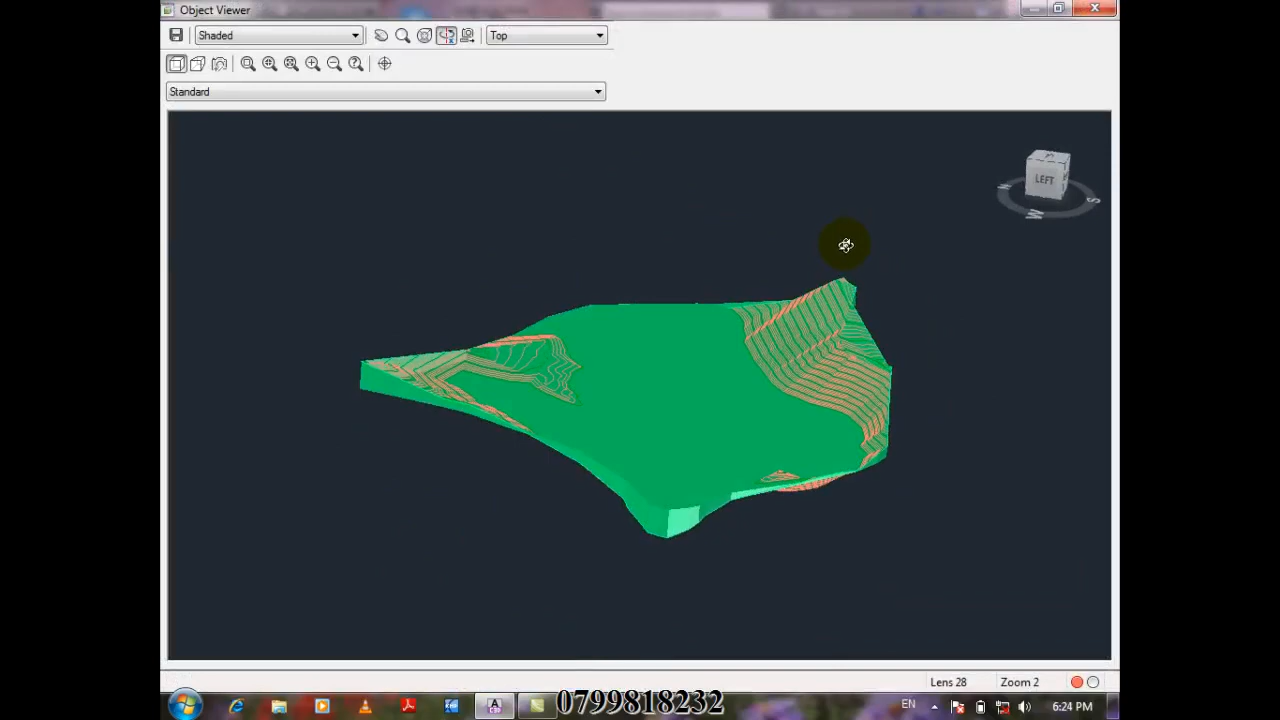 Object Viewer
Shaded
Top
Standard
LEFT
W
S
Lens 28
Zoom 2
EN
6:24 PM
0799818232